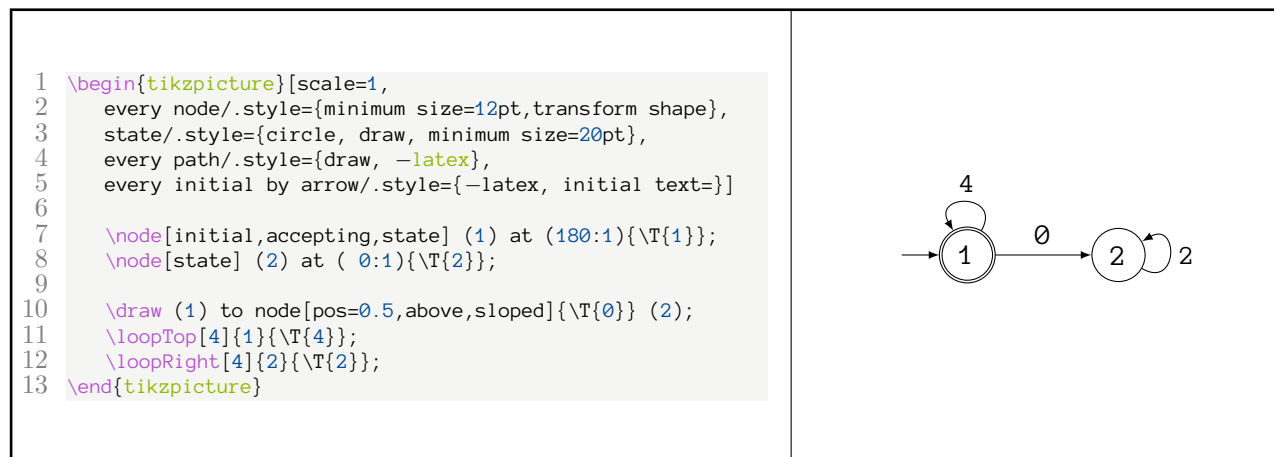 1 \begin{tikzpicture}[scale=1,
2 every node/.style={minimum size=12pt,transform shape},
3 state/.style={circle, draw, minimum size=20pt},
4 every path/.style={draw, −latex},
5 every initial by arrow/.style={−latex, initial text=}]
6
7 \node[initial,accepting,state] (1) at (180:1){\T{1}};
8 \node[state] (2) at ( 0:1){\T{2}};
9
10 \draw (1) to node[pos=0.5,above,sloped]{\T{0}} (2);
11 \loopTop[4]{1}{\T{4}};
12 \loopRight[4]{2}{\T{2}};
13 \end{tikzpicture}
4
0
1 2 2